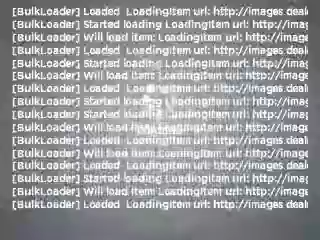 [BulkLoader] Loaded LoadingItem url: http://images.deal
[BulkLoader] Started loading LoadingItem url: http://imag
[BulkLoader] Will load item: LoadingItem url: http://imag
[BulkLoader] Loaded LoadingItem url: http://images.deal
[BulkLoader] Started loading LoadingItem url: http://imag
[BulkLoader] Will load item: LoadingItem url: http://imag
[BulkLoader] Loaded LoadingItem url: http://images.deal
[BulkLoader] Started loading LoadingItem url: http://imag
[BulkLoader] Started loading LoadingItem url: http://imag
[BulkLoader] Will load item: LoadingItem url: http://imag
[BulkLoader] Loaded LoadingItem url: http://images.deal
[BulkLoader] Will load item: LoadingItem url: http://imag
[BulkLoader] Loaded LoadingItem url: http://images.deal
[BulkLoader] Started loading LoadingItem url: http://imag
[BulkLoader] Will load item: LoadingItem url: http://imag
[BulkLoader] Loaded LoadingItem url: http://images.deal